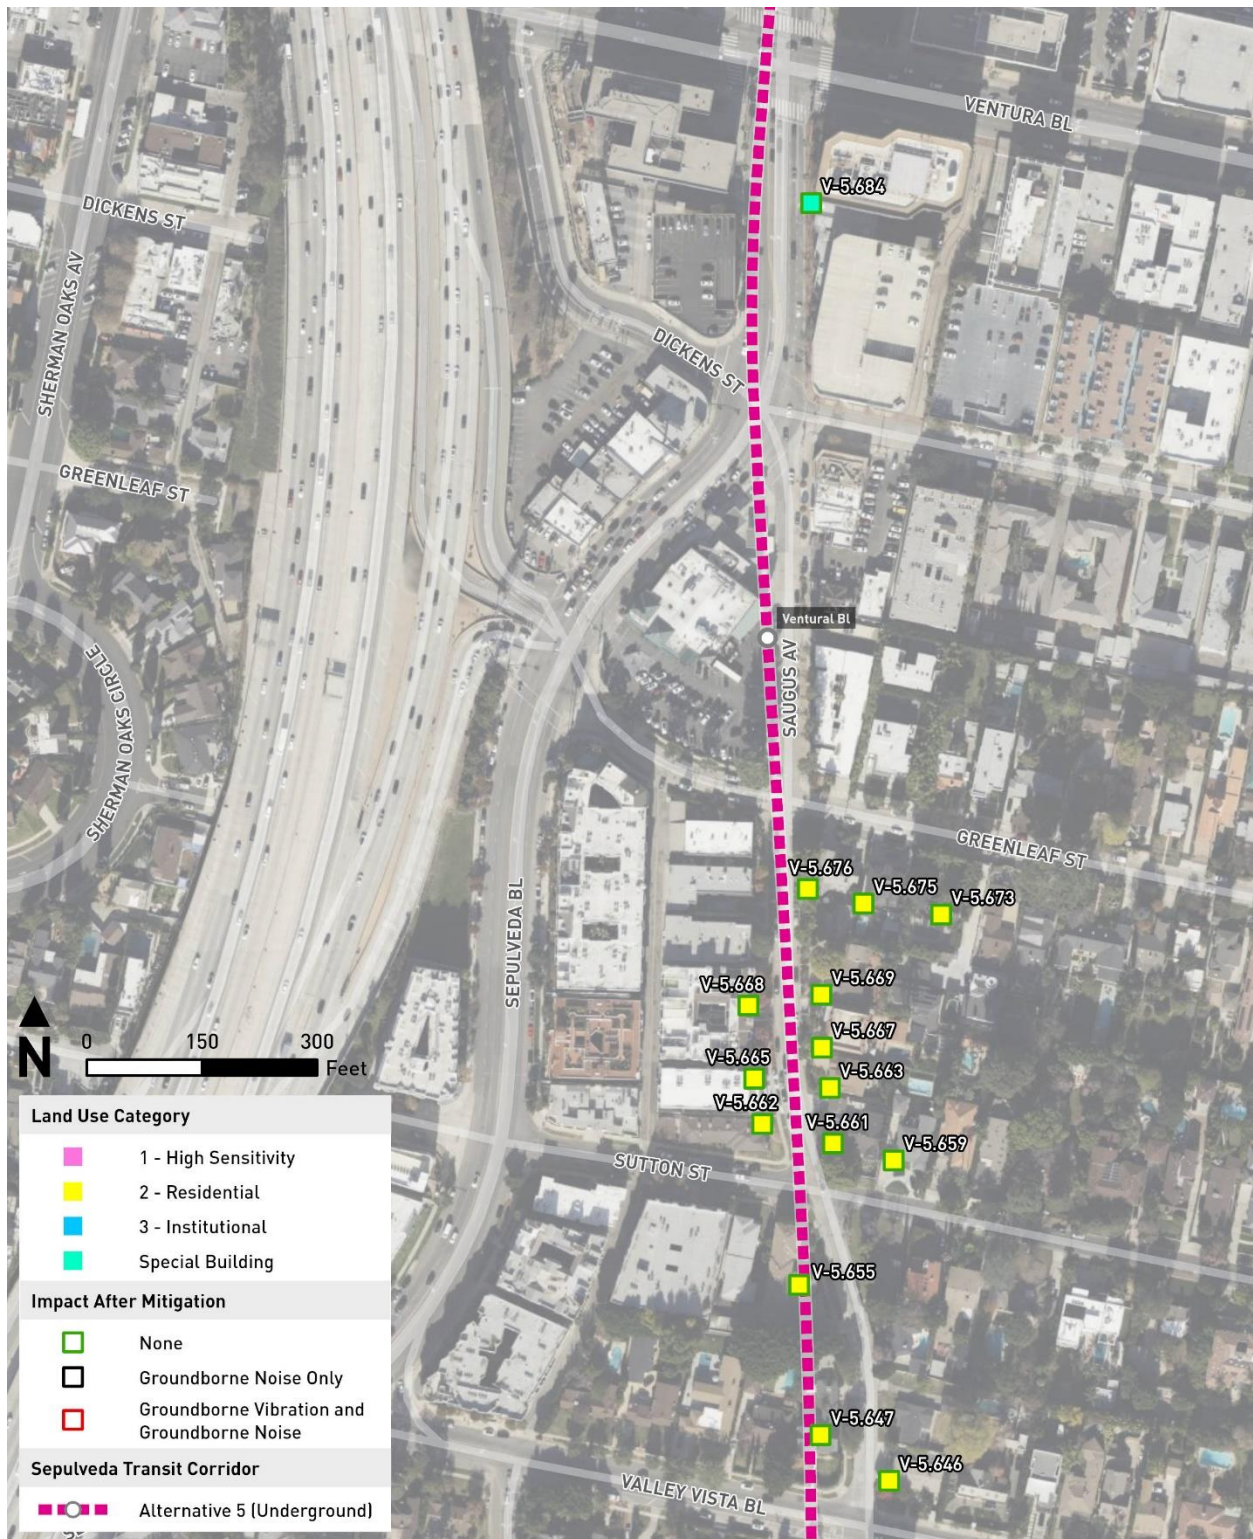 VENTURA BL
V-5.684
DICKENS ST
SHERMAN OAKS AV
DICKENS ST
GREENLEAF ST
Ventural Bl
SAUGUS AV
SHERMAN OAKS CIRCLE
GREENLEAF ST
V-5.676
V-5.675
V-5.673
SEPULVEDA BL
V-5.669
V-5.668
V-5.667
V-5.665
V-5.663
V-5.662
V-5.661
V-5.659
SUTTON ST
V-5.655
V-5.647
V-5.646
VALLEY VISTA BL
N
0 150 300
Feet
Land Use Category
1 - High Sensitivity
2 - Residential
3 - Institutional
Special Building
Impact After Mitigation
None
Groundborne Noise Only
Groundborne Vibration and
Groundborne Noise
Sepulveda Transit Corridor
Alternative 5 (Underground)